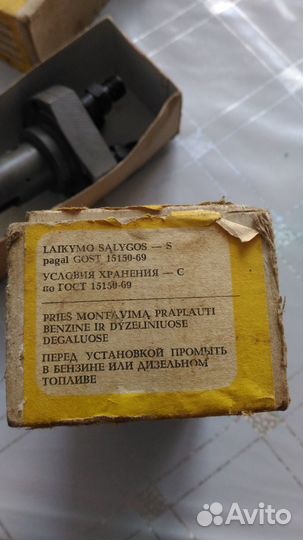 LAIKYMO SĄLYGOS — S
pagal GOST 15150-69
УСЛОВИЯ ХРАНЕНИЯ — С
по ГОСТ 15150-69
PRIEŠ MONTAVIMĄ PRAPLAUTI
BENZINE IR DYZELINIUOSE
DEGALUOSE
ПЕРЕД УСТАНОВКОЙ ПРОМЫТЬ
В БЕНЗИНЕ ИЛИ ДИЗЕЛЬНОМ
ТОПЛИВЕ
Avito